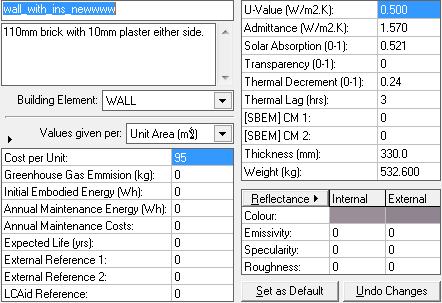 wall_with_ins_newwww
110mm brick with 10mm plaster either side.
Building Element: WALL
Values given per: Unit Area (m²)
Cost per Unit: 95
Greenhouse Gas Emmision (kg): 0
Initial Embodied Energy (Wh): 0
Annual Maintenance Energy (Wh): 0
Annual Maintenance Costs: 0
Expected Life (yrs): 0
External Reference 1: 0
External Reference 2: 0
LCAid Reference: 0
U-Value (W/m2.K): 0.500
Admittance (W/m2.K): 1.570
Solar Absorption (0-1): 0.521
Transparency (0-1): 0
Thermal Decrement (0-1): 0.24
Thermal Lag (hrs): 3
[SBEM] CM 1: 0
[SBEM] CM 2: 0
Thickness (mm): 330.0
Weight (kg): 532.600
Reflectance Internal External
Colour:
Emissivity: 0 0
Specularity: 0 0
Roughness: 0 0
Set as Default Undo Changes